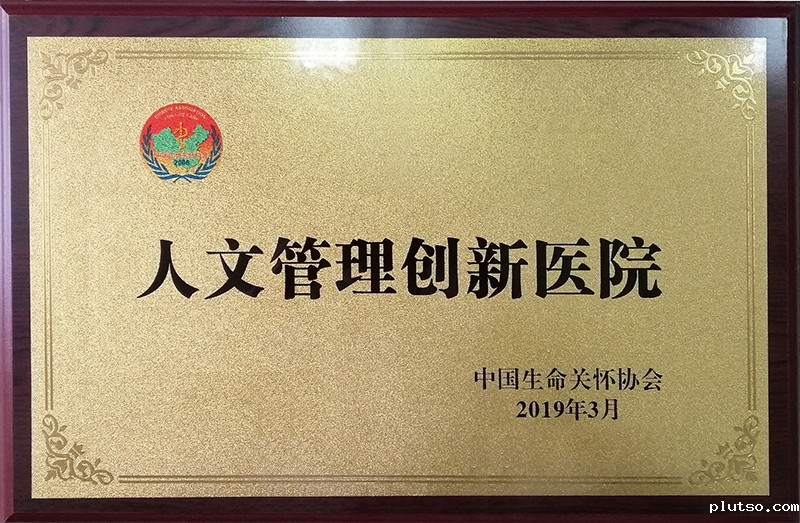 2006
人文管理创新医院
中国生命关怀协会
2019年3月
plutso.com